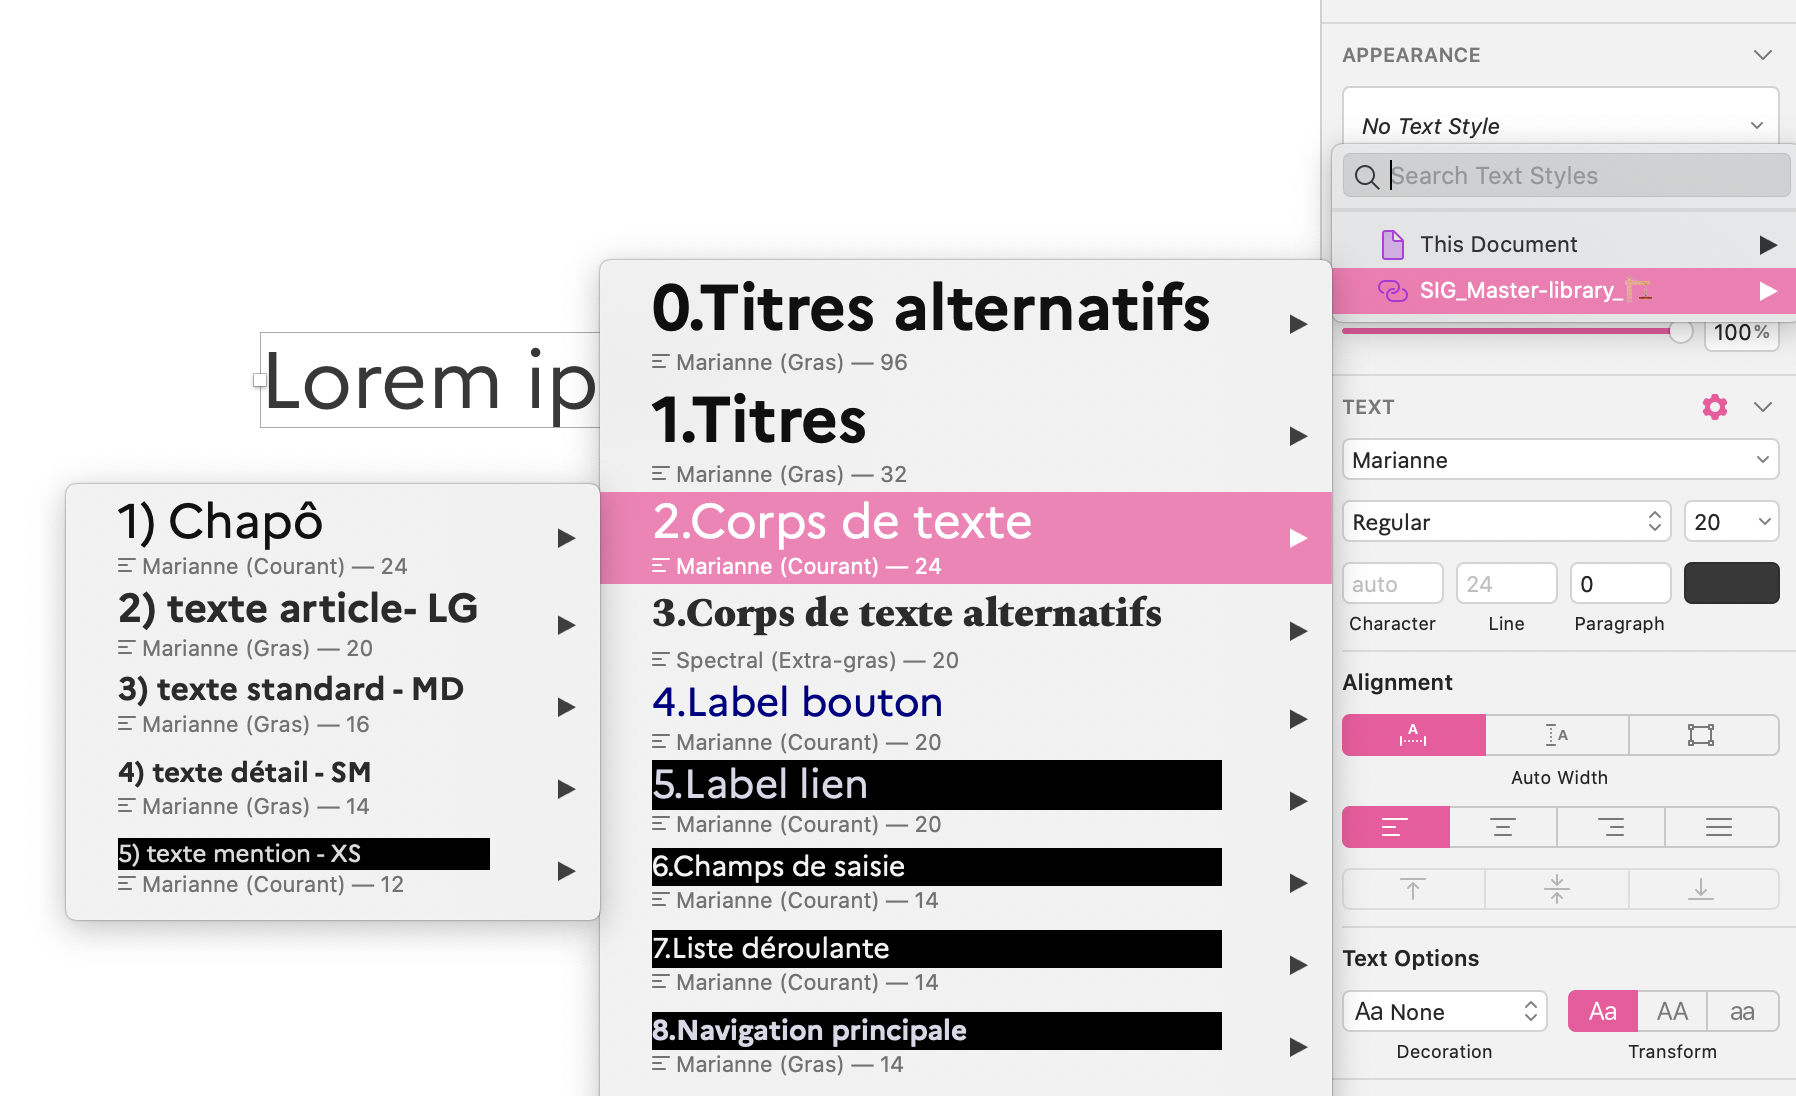 APPEARANCE
No Text Style
Search Text Styles
This Document
SIG_Master-library_🏗️
100%
Lorem ip
0.Titres alternatifs
Marianne (Gras) — 96
1.Titres
Marianne (Gras) — 32
2.Corps de texte
Marianne (Courant) — 24
3.Corps de texte alternatifs
Spectral (Extra-gras) — 20
4.Label bouton
Marianne (Courant) — 20
5.Label lien
Marianne (Courant) — 20
6.Champs de saisie
Marianne (Courant) — 14
7.Liste déroulante
Marianne (Courant) — 14
8.Navigation principale
Marianne (Gras) — 14
1) Chapô
Marianne (Courant) — 24
2) texte article- LG
Marianne (Gras) — 20
3) texte standard - MD
Marianne (Gras) — 16
4) texte détail - SM
Marianne (Gras) — 14
5) texte mention - XS
Marianne (Courant) — 12
TEXT
Marianne
Regular 20
auto 24 0
Character Line Paragraph
Alignment
A A
Auto Width
Text Options
Aa None Aa AA aa
Decoration Transform